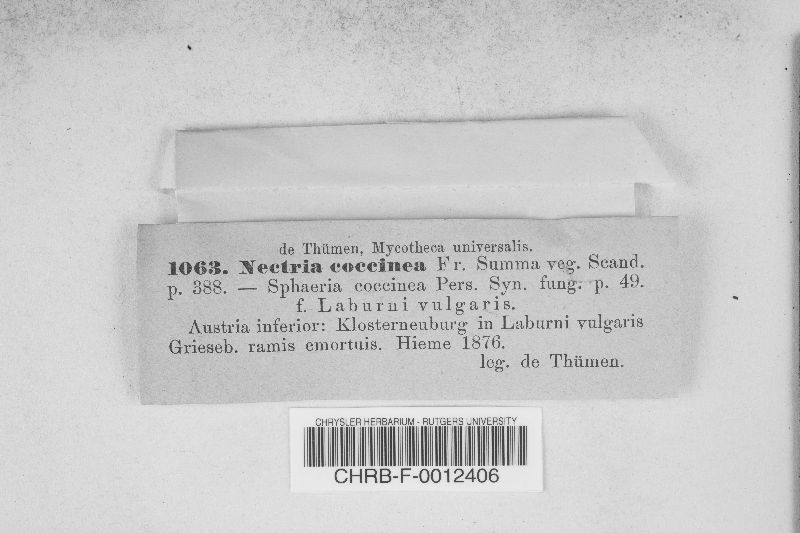 de Thümen, Mycotheca universalis.
1063. Nectria coccinea Fr. Summa veg. Scand.
p. 388. — Sphaeria coccinea Pers. Syn. fung. p. 49.
f. Laburni vulgaris.
Austria inferior: Klosterneuburg in Laburni vulgaris
Grieseb. ramis emortuis. Hieme 1876.
leg. de Thümen.
CHRYSLER HERBARIUM - RUTGERS UNIVERSITY
CHRB-F-0012406